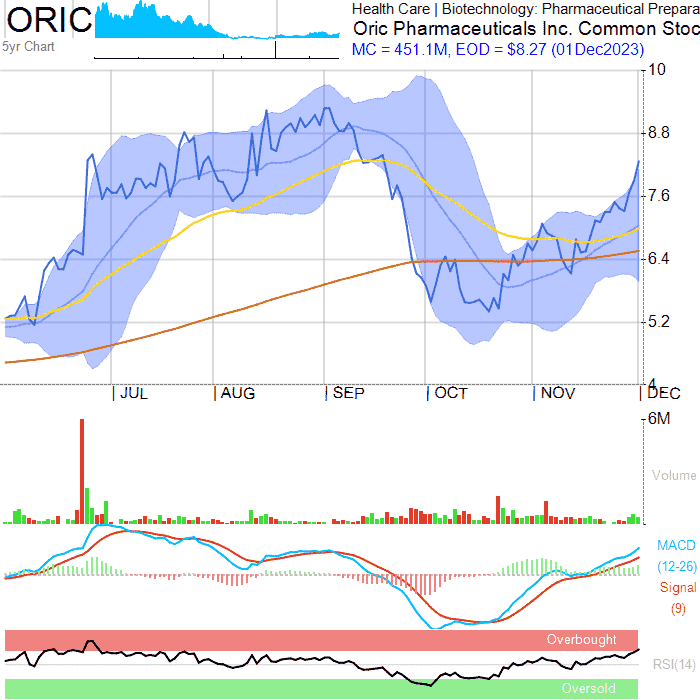 ORIC
5yr Chart
Health Care | Biotechnology: Pharmaceutical Prepara
Oric Pharmaceuticals Inc. Common Stoc
MC = 451.1M, EOD = $8.27 (01Dec2023)
10
8.8
7.6
6.4
5.2
4
JUL AUG SEP OCT NOV DEC
6M
Volume
MACD
(12-26)
Signal
(9)
Overbought
RSI(14)
Oversold